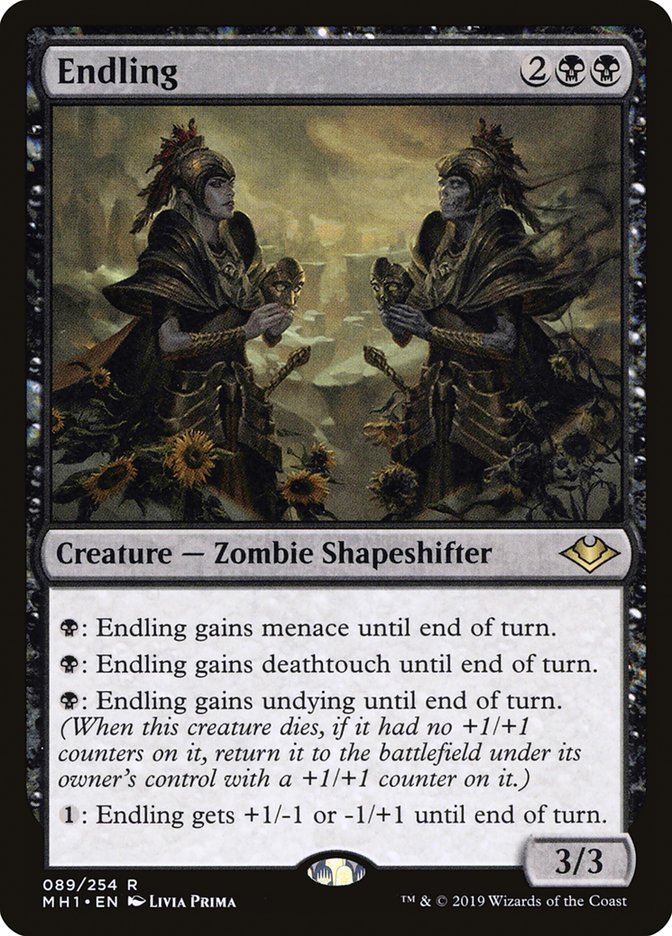 Endling 2
Creature — Zombie Shapeshifter
: Endling gains menace until end of turn.
: Endling gains deathtouch until end of turn.
: Endling gains undying until end of turn.
(When this creature dies, if it had no +1/+1
counters on it, return it to the battlefield under its
owner's control with a +1/+1 counter on it.)
1: Endling gets +1/-1 or -1/+1 until end of turn.
3/3
089/254 R
MH1 • EN LIVIA PRIMA
™ & © 2019 Wizards of the Coast